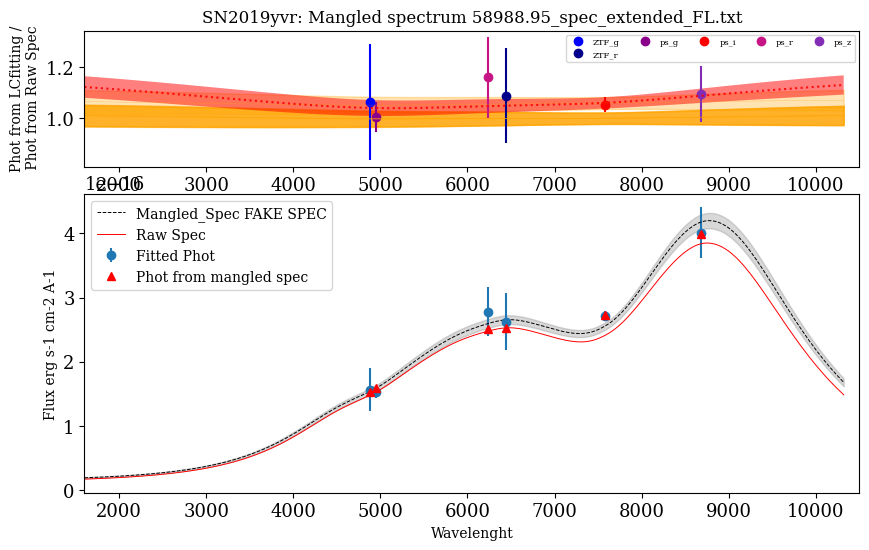 SN2019yvr: Mangled spectrum 58988.95_spec_extended_FL.txt
Phot from LCfitting /
Phot from Raw Spec
1.2
1.0
ZTF_g ps_g ps_i ps_r ps_z
ZTF_r
2000 3000 4000 5000 6000 7000 8000 9000 10000
1e−16
Flux erg s-1 cm-2 A-1
4
3
2
1
0
Mangled_Spec FAKE SPEC
Raw Spec
Fitted Phot
Phot from mangled spec
2000 3000 4000 5000 6000 7000 8000 9000 10000
Wavelenght